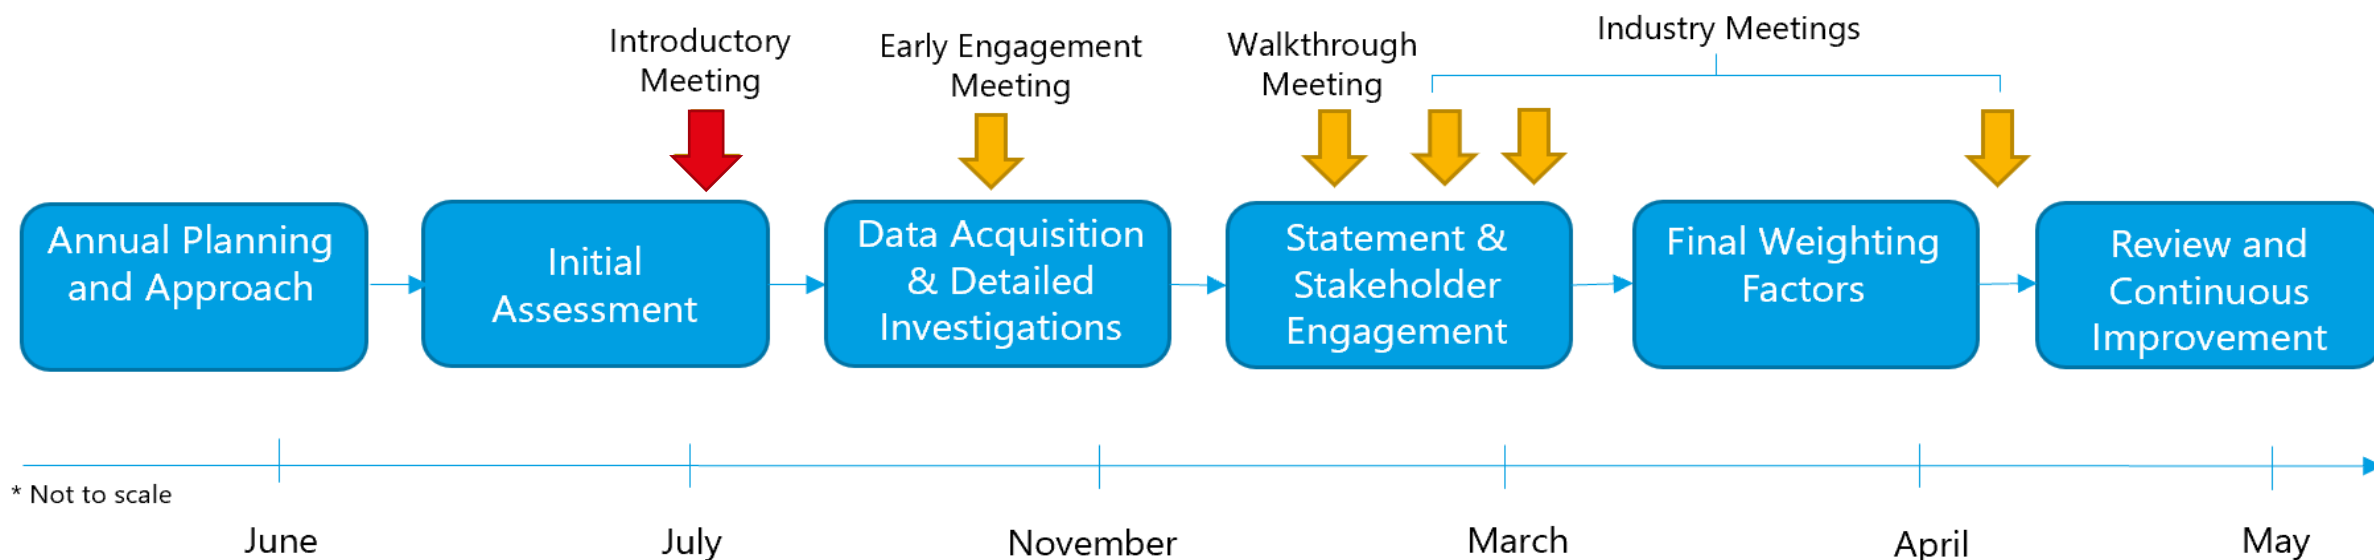 Introductory
Meeting
Early Engagement
Meeting
Walkthrough
Meeting
Industry Meetings
Annual Planning
and Approach
Initial
Assessment
Data Acquisition
& Detailed
Investigations
Statement &
Stakeholder
Engagement
Final Weighting
Factors
Review and
Continuous
Improvement
* Not to scale
June
July
November
March
April
May